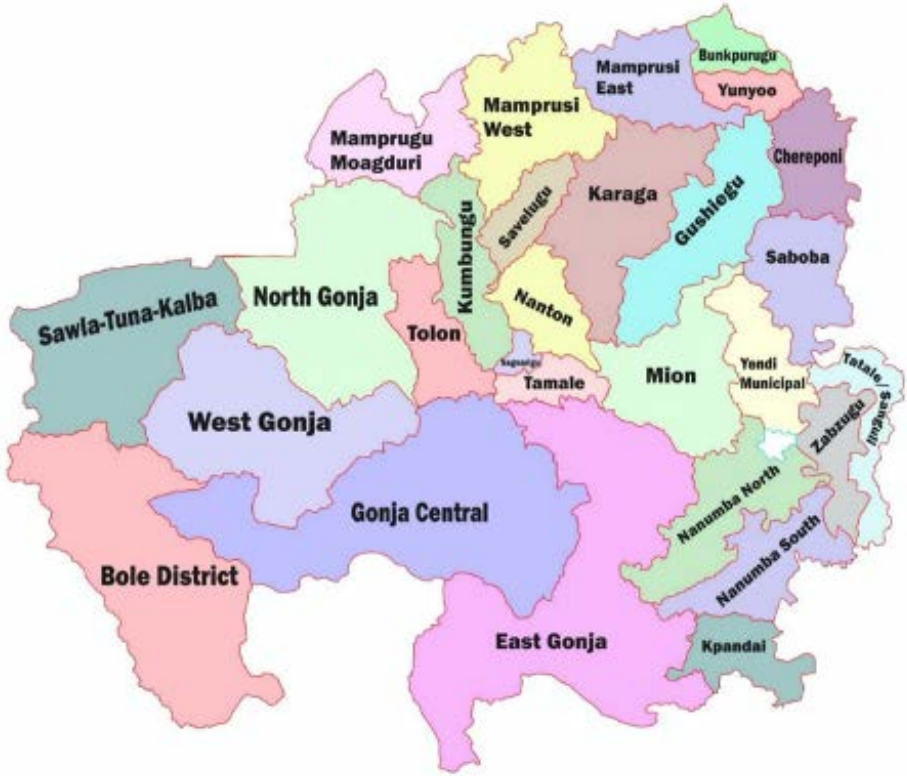 Bunkpurugu
Mamprusi
East
Yunyoo
Mamprusi
West
Mamprugu
Moagduri
Chereponi
Karaga
Savelugu
Gushiegu
Kumbungu
Saboba
North Gonja
Sawla-Tuna-Kalba
Nanton
Tolon
Tamale
Mion
Yendi
Municipal
Tatale/Sanguli
Zabzugu
West Gonja
Nanumba North
Gonja Central
Nanumba South
Bole District
East Gonja
Kpandai